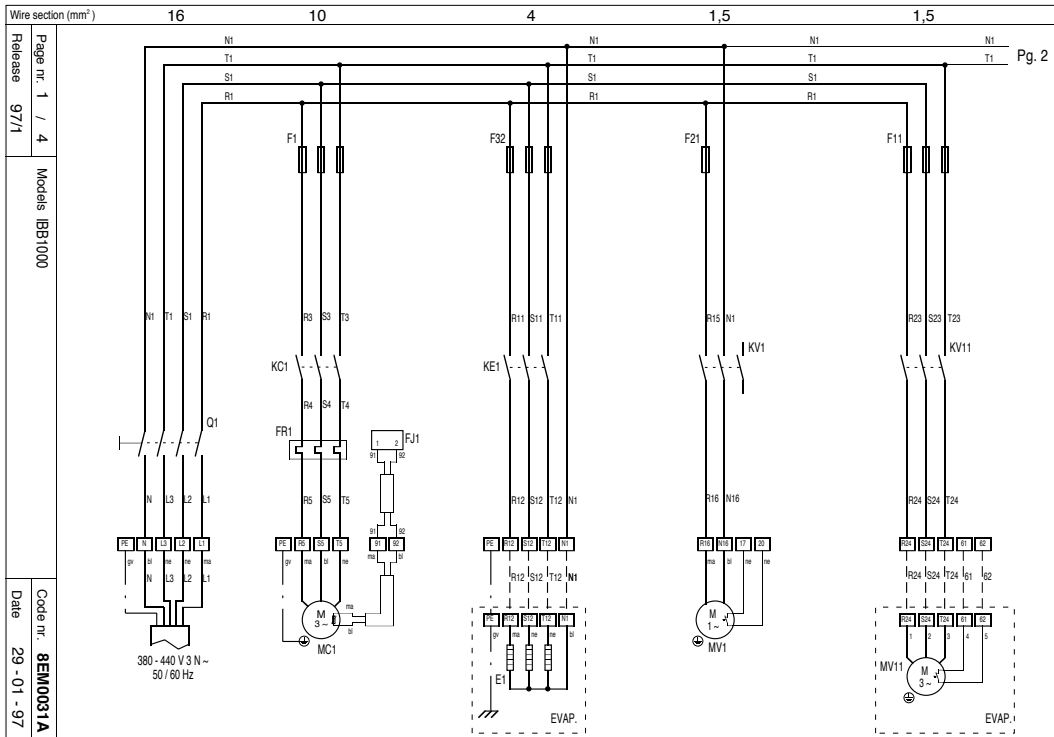 Wire section (mm²) 16 10 4 1,5 1,5
Page nr. 1 / 4
Release 97/1
Models IBB1000
Code nr. 8EM0031A
Date 29 - 01 - 97
N1 N1 N1 N1
T1 T1 T1 T1
Pg. 2
S1 S1 S1
R1 R1 R1
F1 F32 F21 F11
N1 T1 S1 R1 R3 S3 T3 R11 S11 T11 R15 N1 R23 S23 T23
KC1 KE1 KV1 KV11
R4 S4 T4
Q1
FR1
1 2 FJ1
91 92
N L3 L2 L1 R5 S5 T5 R12 S12 T12 N1 R16 N16 R24 S24 T24
91 92
PE N L3 L2 L1 PE R5 S5 T5 91 92 PE R12 S12 T12 N1 R16 N16 17 20 R24 S24 T24 61 62
gv bl ne ne ma gv ma bl ne ma bl ma bl ne ne
N L3 L2 L1 R12 S12 T12 N1 R24 S24 T24 61 62
PE R12 S12 T12 N1 R24 S24 T24 61 62
gv ma ne ne bl 1 2 3 4 5
M 3 ~ ma bl
MC1
M 1 ~
MV1
MV11 M 3 ~
380 - 440 V 3 N ~
50 / 60 Hz
E1
EVAP. EVAP.